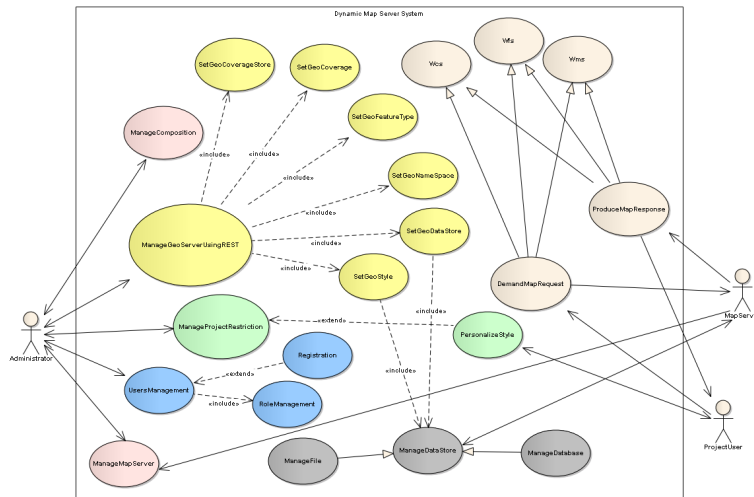 Dynamic Map Server System
Wfs
Wcs
Wms
SetGeoCoverageStore
SetGeoCoverage
SetGeoFeatureType
ManageComposition
«include»
«include»
«include»
SetGeoNameSpace
«include»
ProduceMapResponse
SetGeoDataStore
ManageGeoServerUsingREST
«include»
«include»
SetGeoStyle
DemandMapRequest
MapServ
«extend»
ManageProjectRestriction
PersonalizeStyle
Administrator
Registration
«extend»
UsersManagement
«include»
RoleManagement
«include»
«include»
ProjectUser
ManageDataStore
ManageDatabase
ManageFile
ManageMapServer